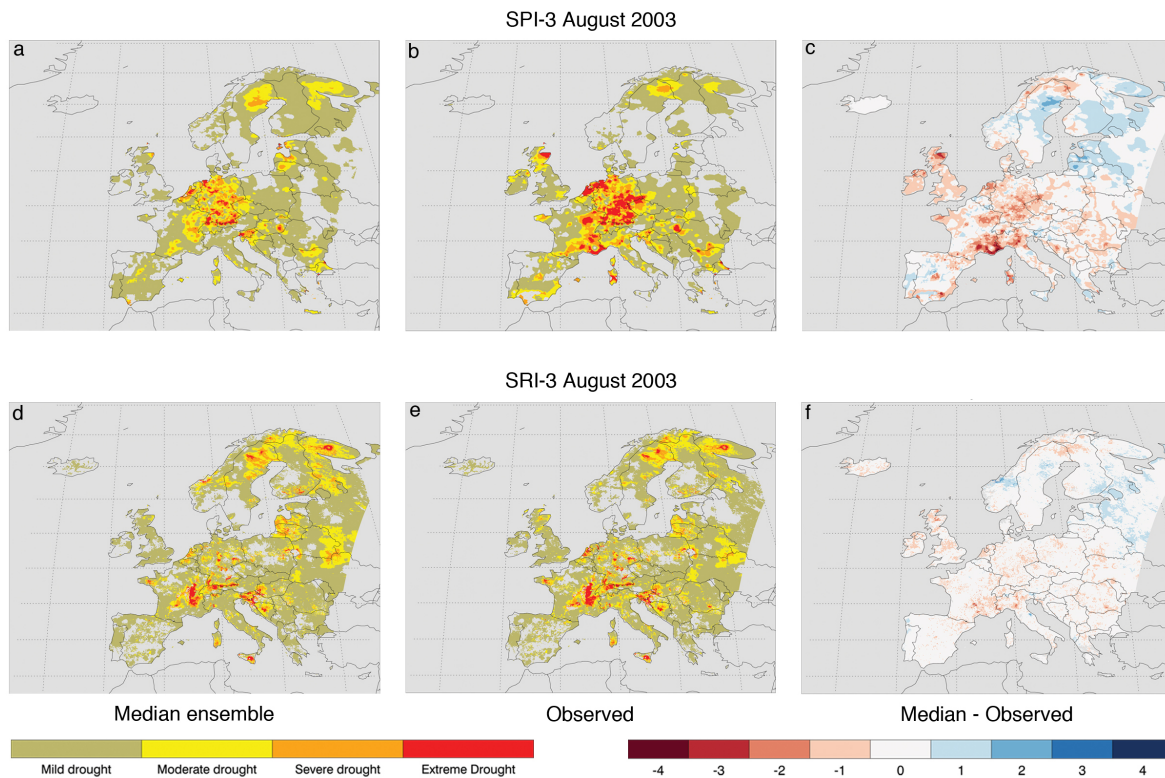 SPI-3 August 2003
a
b
c
SRI-3 August 2003
d
e
f
Median ensemble
Observed
Median - Observed
Mild drought
Moderate drought
Severe drought
Extreme Drought
-4
-3
-2
-1
0
1
2
3
4